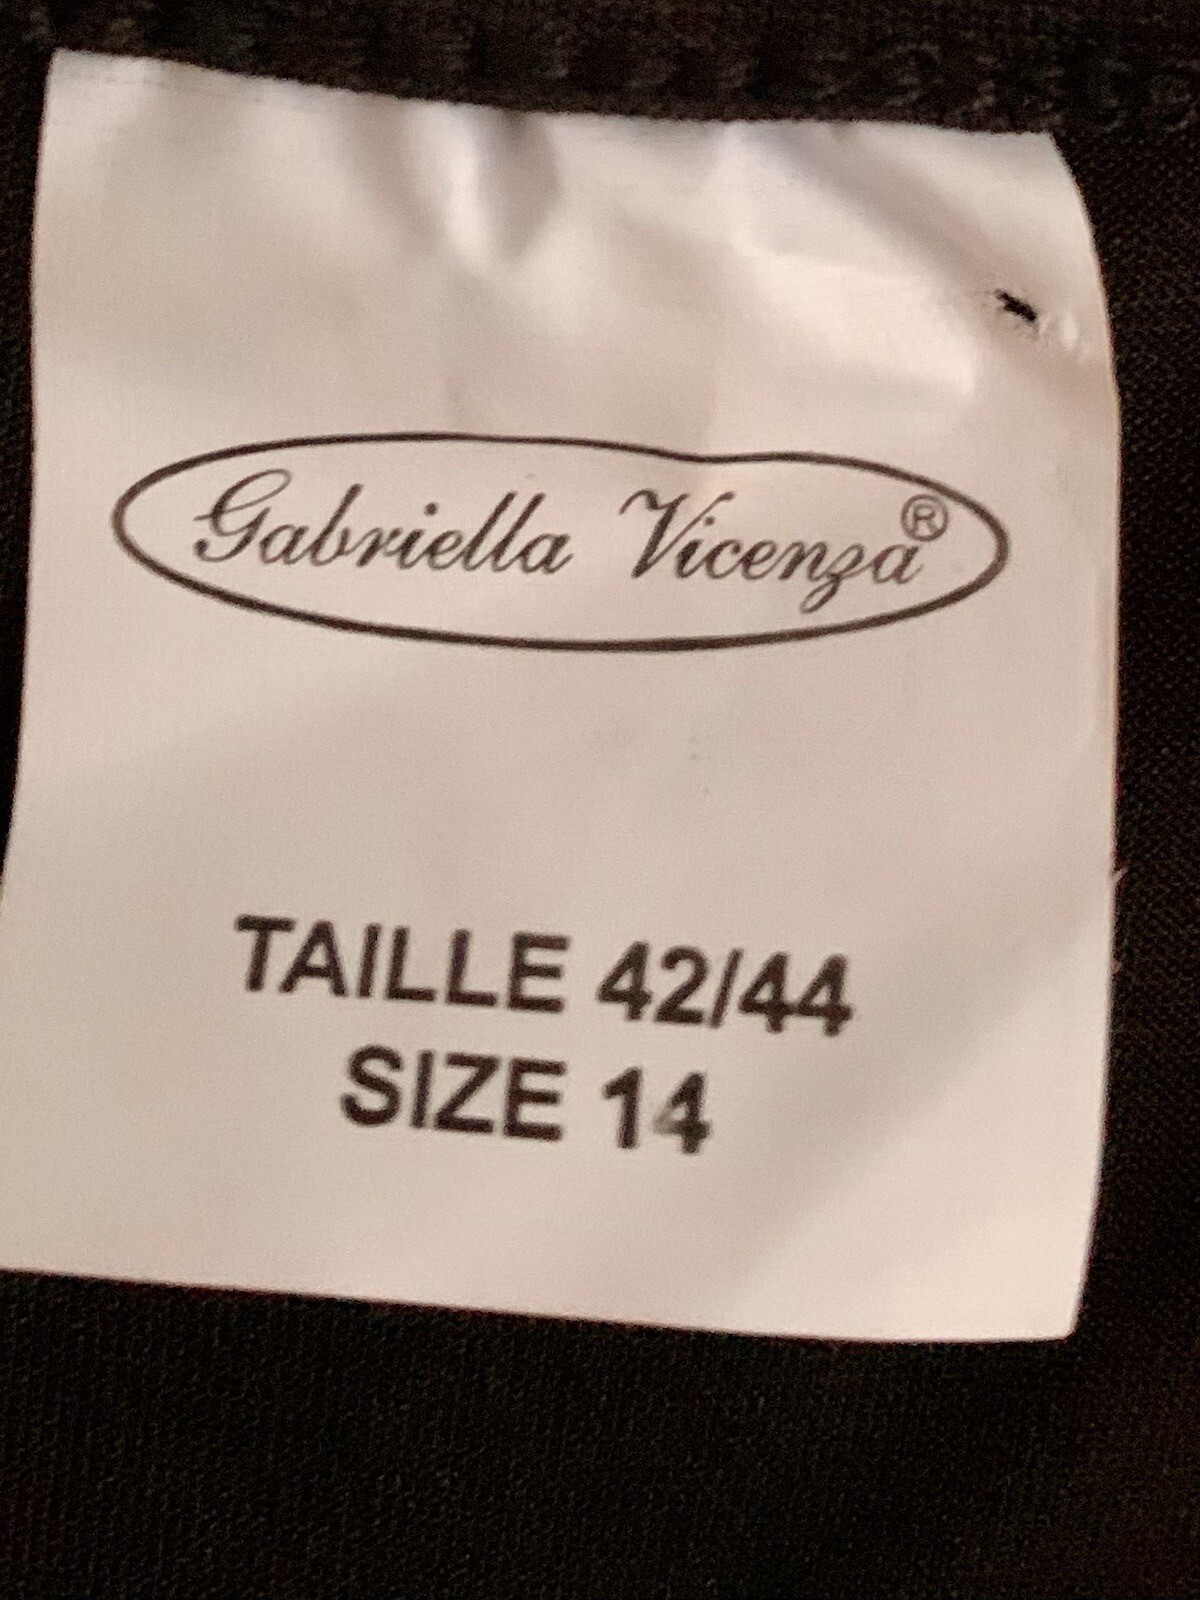 Gabriella Vicenza®
TAILLE 42/44
SIZE 14